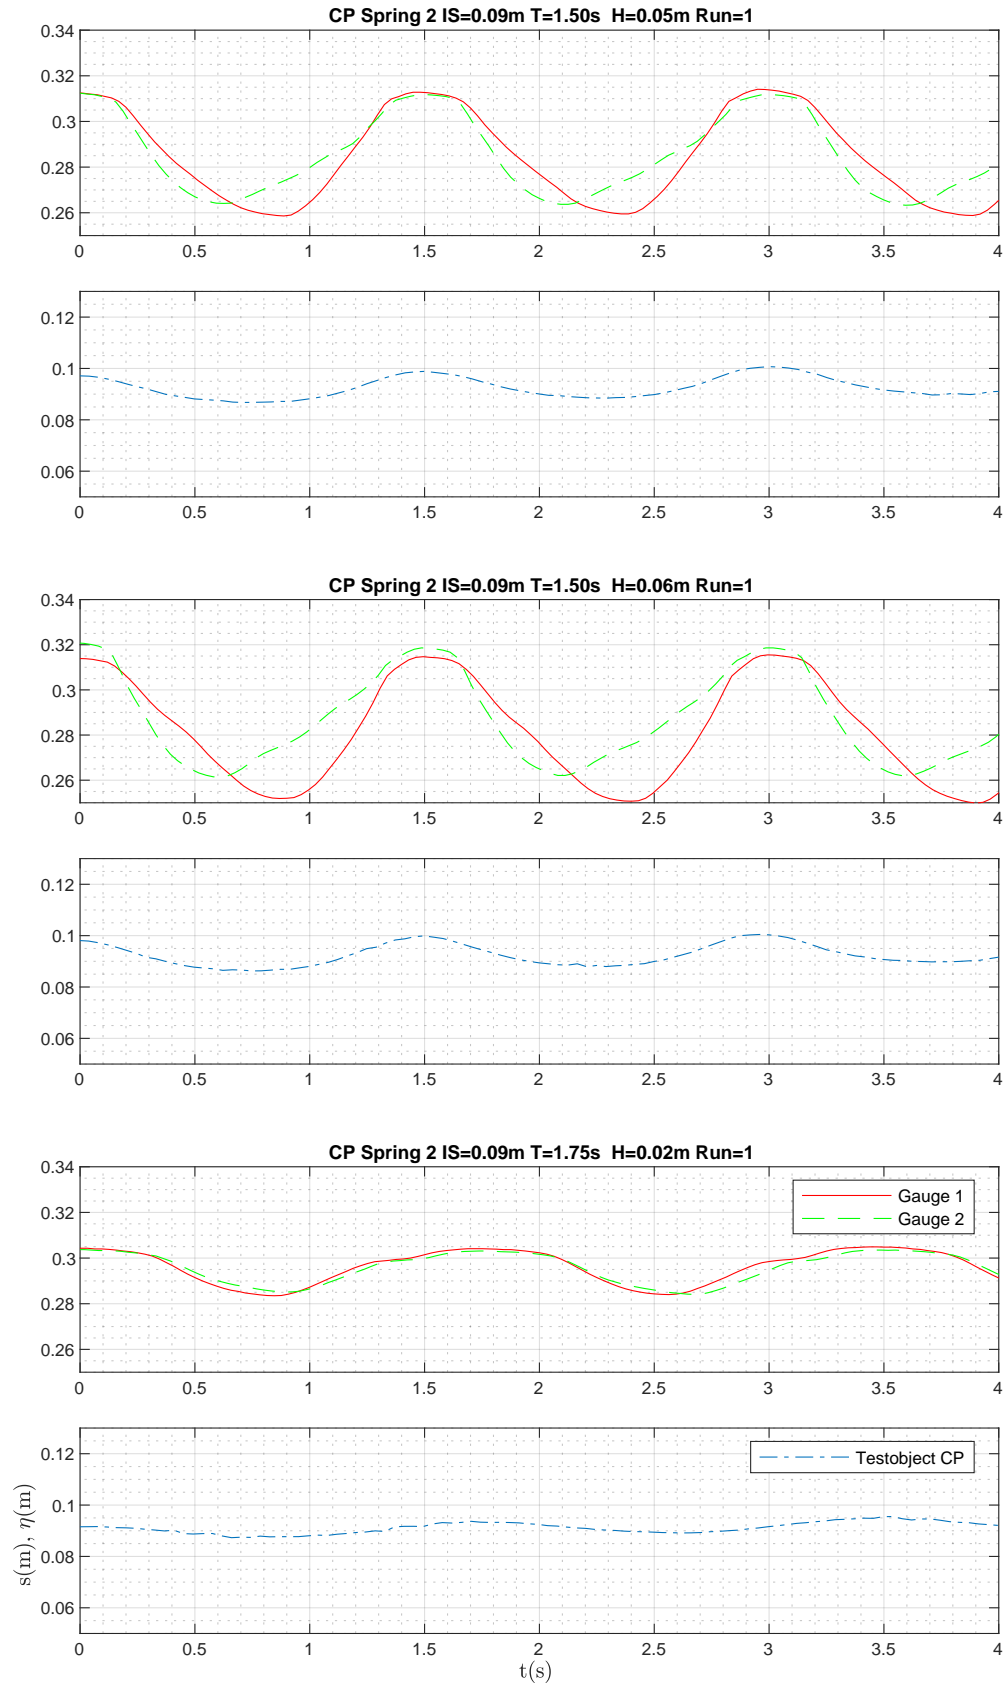 CP Spring 2 IS=0.09m T=1.50s  H=0.05m Run=1
0.34
0.32
0.3
0.28
0.26
0 0.5 1 1.5 2 2.5 3 3.5 4
0.12
0.1
0.08
0.06
0 0.5 1 1.5 2 2.5 3 3.5 4
CP Spring 2 IS=0.09m T=1.50s  H=0.06m Run=1
0.34
0.32
0.3
0.28
0.26
0 0.5 1 1.5 2 2.5 3 3.5 4
0.12
0.1
0.08
0.06
0 0.5 1 1.5 2 2.5 3 3.5 4
CP Spring 2 IS=0.09m T=1.75s  H=0.02m Run=1
0.34
Gauge 1
Gauge 2
0.32
0.3
0.28
0.26
0 0.5 1 1.5 2 2.5 3 3.5 4
Testobject CP
0.12
0.1
0.08
0.06
s(m), η(m)
0 0.5 1 1.5 2 2.5 3 3.5 4
t(s)